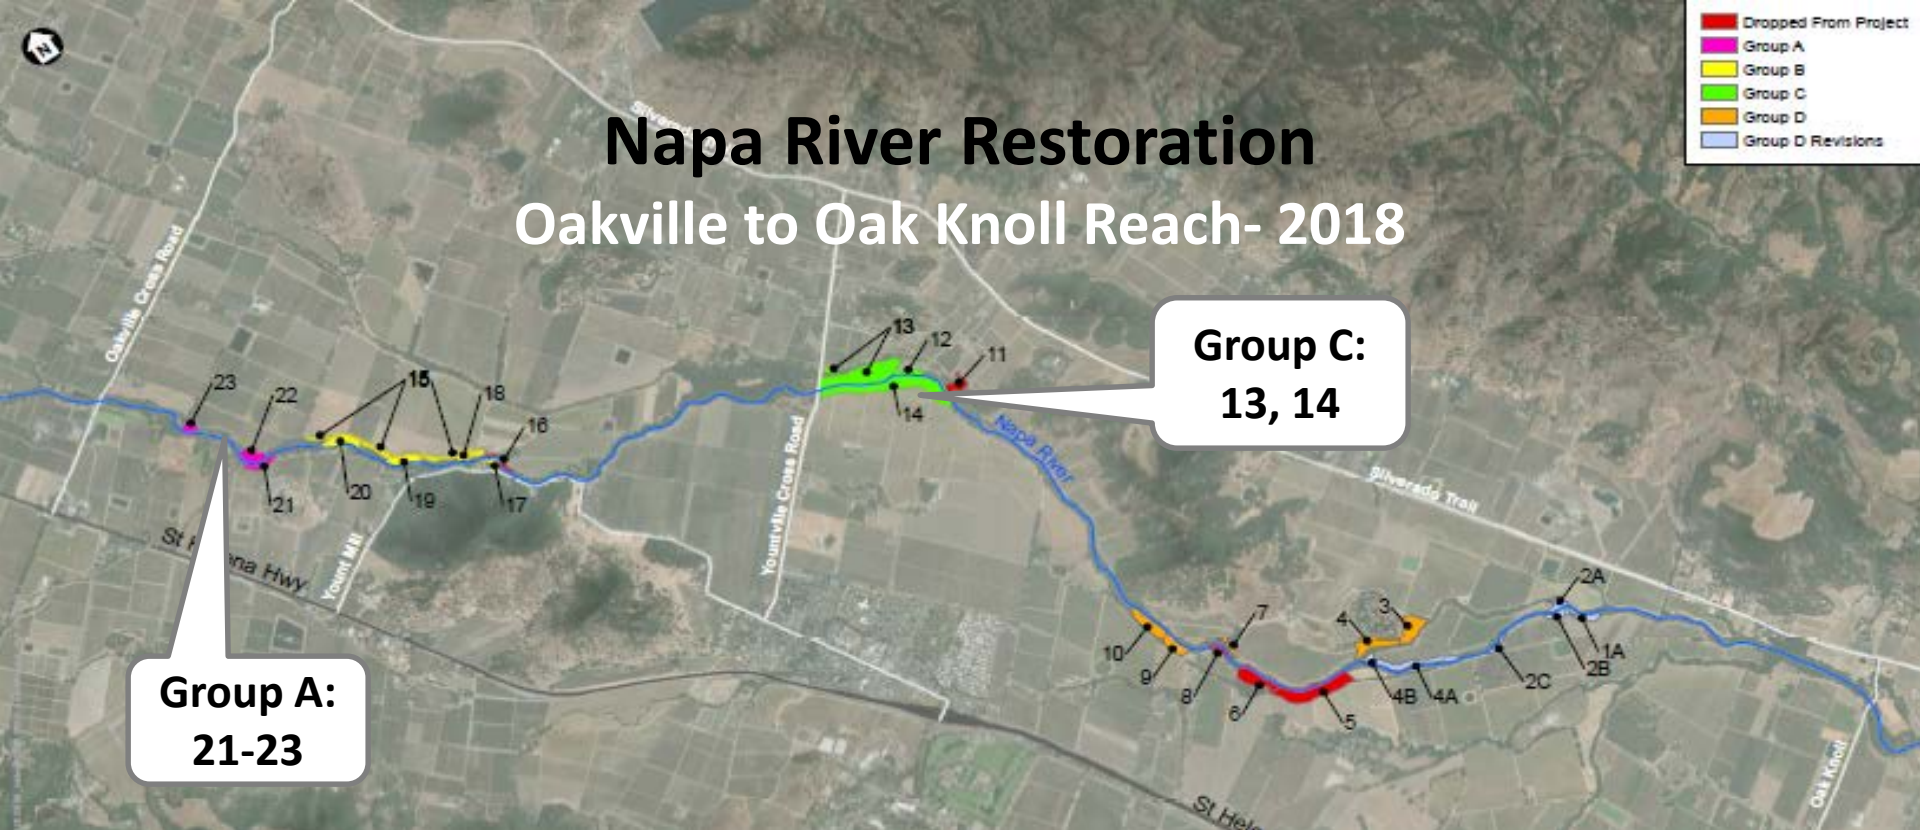 N
Dropped From Project
Group A
Group B
Group C
Group D
Group D Revisions
Napa River Restoration
Oakville to Oak Knoll Reach- 2018
Oakville Cross Road
Group C:
13, 14
13
12
11
14
23
22
15
18
16
21
20
19
17
Napa River
Silverado Trail
Yountville Cross Road
Yount Mill
2A
7
4
3
10
9
8
6
5
4B
4A
2C
2B
1A
Group A:
21-23
Oak Knoll